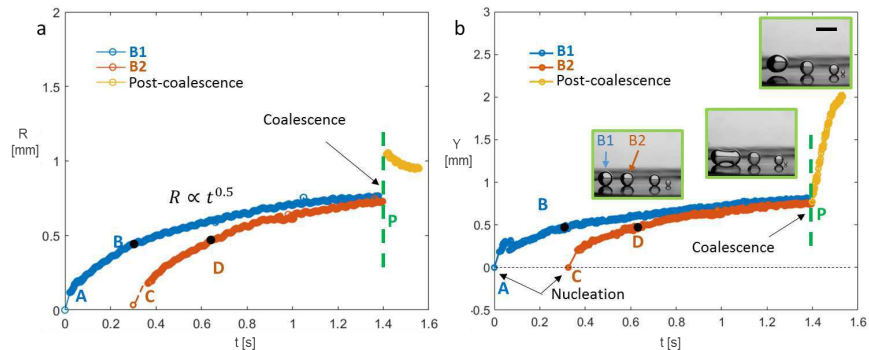 a
2
1.5
1
0.5
0
R
[mm]
0
0.2
0.4
0.6
0.8
1
1.2
1.4
1.6
t [s]
B1
B2
Post-coalescence
Coalescence
R ∝ t^0.5
A
B
C
D
P
b
3
2.5
2
1.5
1
0.5
0
-0.5
Y
[mm]
0
0.2
0.4
0.6
0.8
1
1.2
1.4
1.6
t [s]
B1
B2
Post-coalescence
B1
B2
B
D
P
Coalescence
A
C
Nucleation